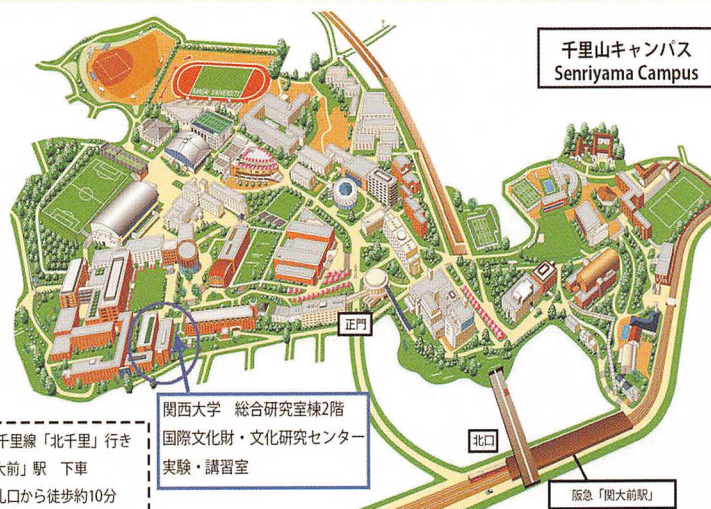 千里山キャンパス
Senriyama Campus
KANSAI UNIVERSITY
正門
関西大学 総合研究室棟2階
国際文化財・文化研究センター
実験・講習室
千里線「北千里」行き
大前」駅 下車
札口から徒歩約10分
北口
阪急「関大前駅」